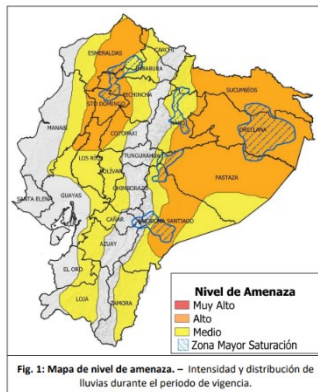 ESMERALDAS
CARCHI
IMBABURA
SUCUMBIOS
PICHINCHA
STO DOMINGO
NAPO
ORELLANA
MANABI
COTOPAXI
LOS RIOS
TUNGURAHUA
PASTAZA
BOLIVAR
SANTA ELENA
GUAYAS
CHIMBORAZO
CAÑAR
MORONA SANTIAGO
AZUAY
EL ORO
LOJA
ZAMORA
Nivel de Amenaza
Muy Alto
Alto
Medio
Zona Mayor Saturación
Fig. 1: Mapa de nivel de amenaza. – Intensidad y distribución de
lluvias durante el periodo de vigencia.